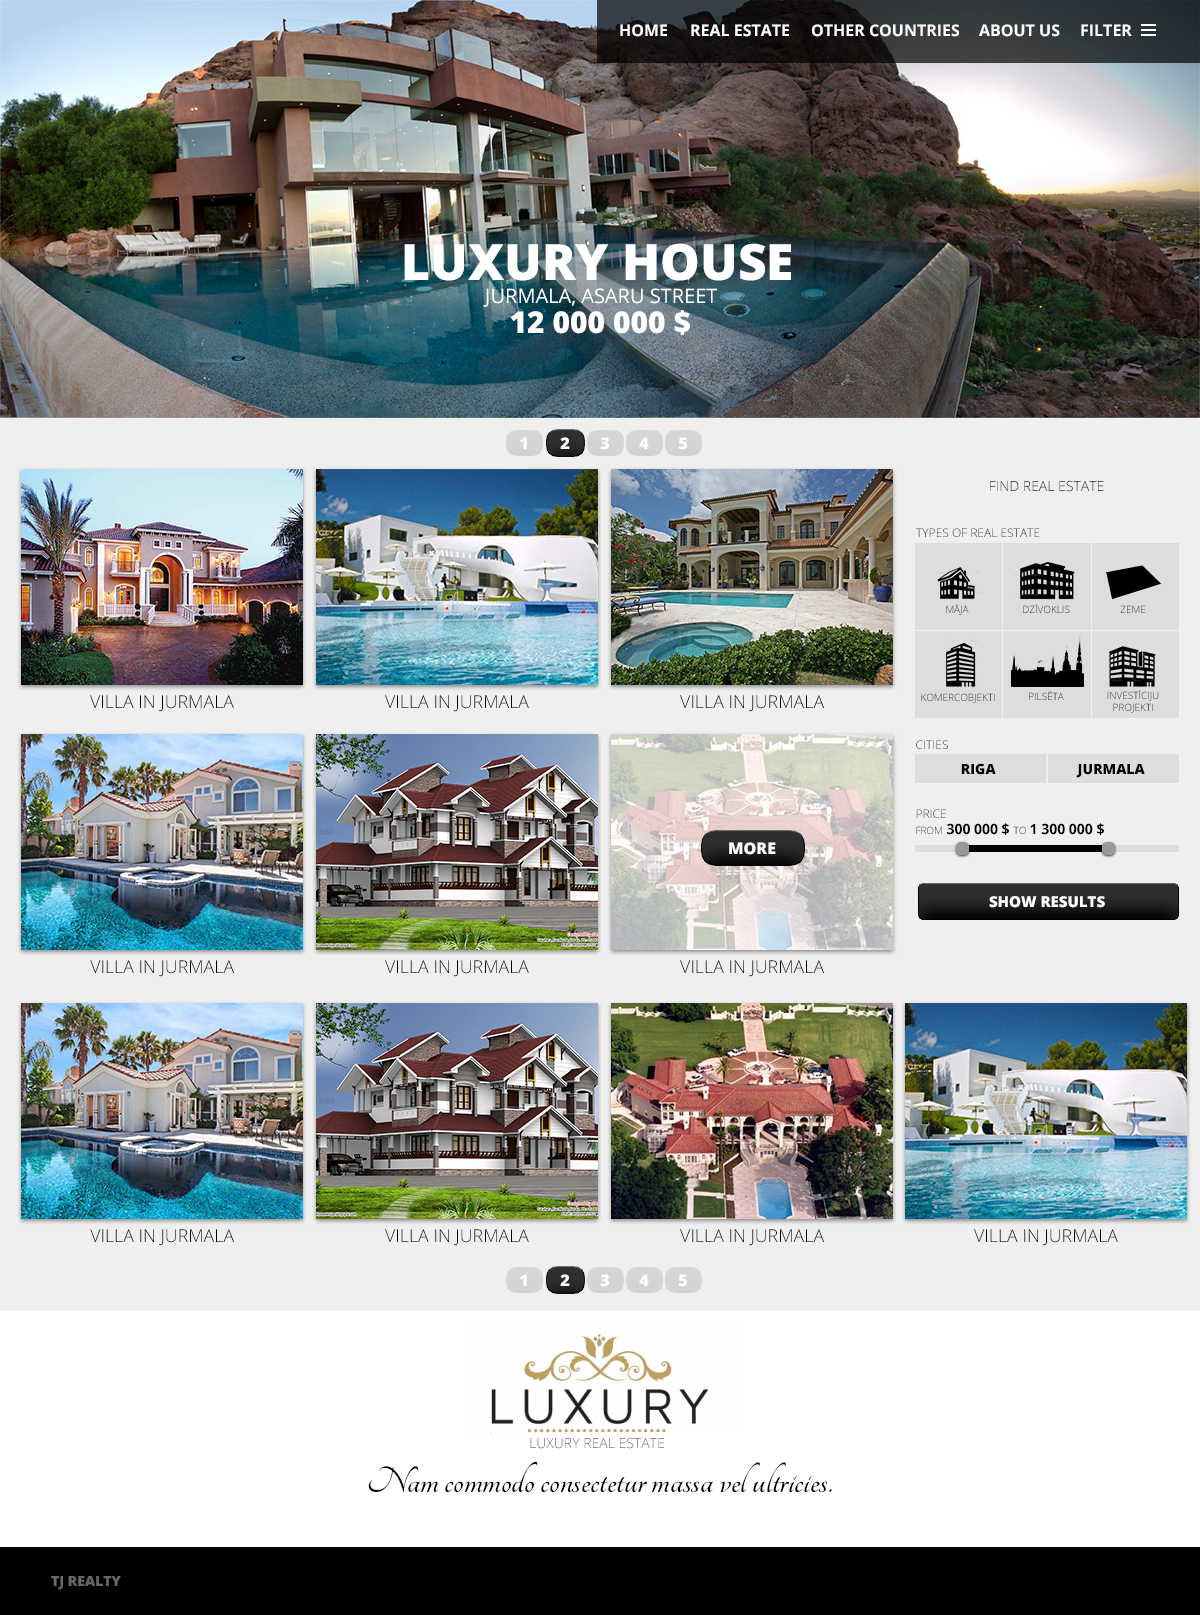 HOME REAL ESTATE OTHER COUNTRIES ABOUT US FILTER
LUXURY HOUSE
JURMALA, ASARU STREET
12 000 000 $
1 2 3 4 5
VILLA IN JURMALA VILLA IN JURMALA VILLA IN JURMALA
FIND REAL ESTATE
TYPES OF REAL ESTATE
MĀJA DZĪVOKLIS ZEME
KOMERCOBJEKTI PILSĒTA INVESTĪCIJU
PROJEKTI
CITIES
RIGA JURMALA
PRICE
FROM 300 000 $ TO 1 300 000 $
SHOW RESULTS
MORE
VILLA IN JURMALA VILLA IN JURMALA VILLA IN JURMALA
VILLA IN JURMALA VILLA IN JURMALA VILLA IN JURMALA VILLA IN JURMALA
1 2 3 4 5
LUXURY
LUXURY REAL ESTATE
Nam commodo consectetur massa vel ultricies.
TJ REALTY